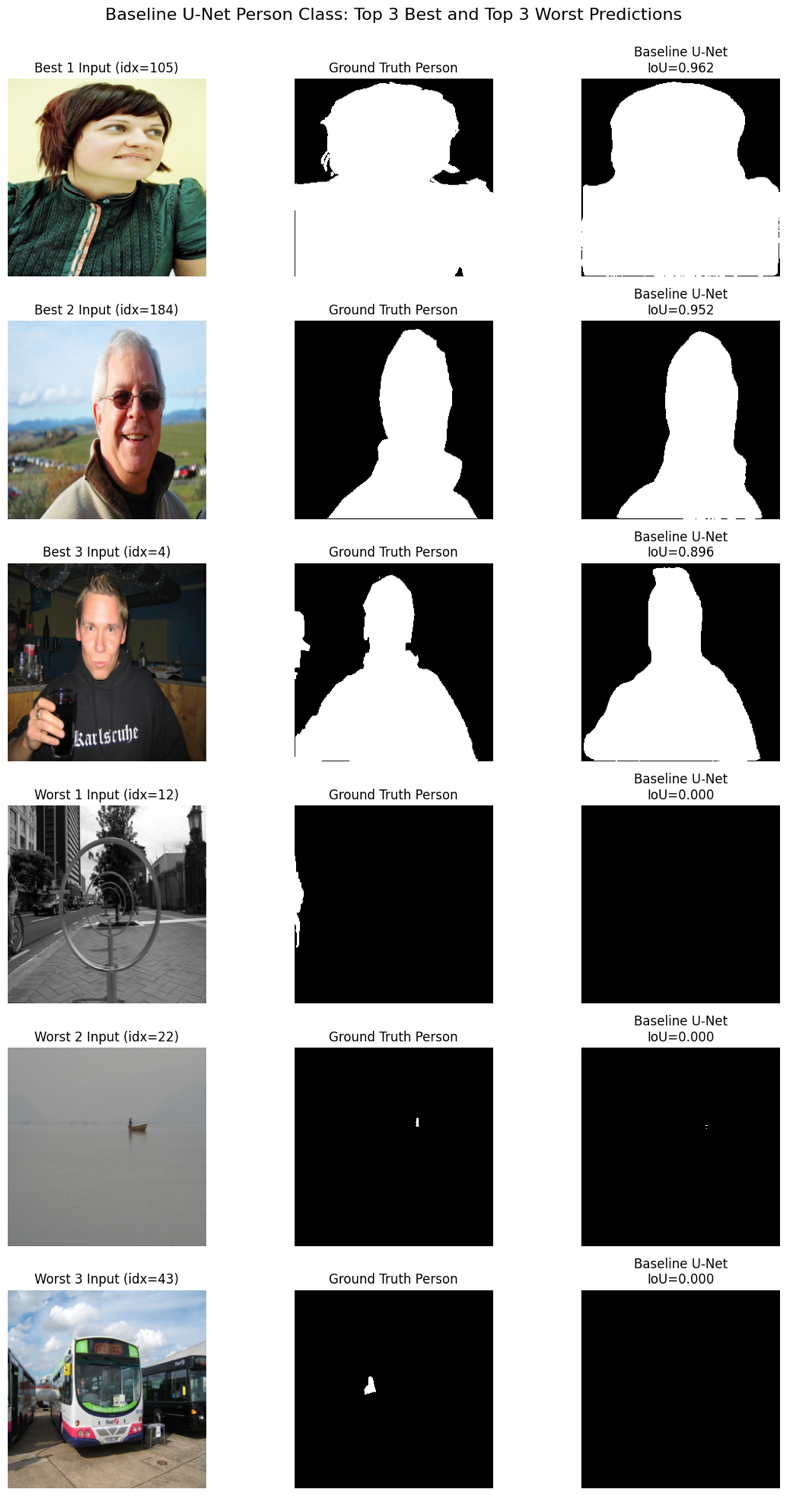 Baseline U-Net Person Class: Top 3 Best and Top 3 Worst Predictions
Best 1 Input (idx=105)
Ground Truth Person
Baseline U-Net
IoU=0.962
Best 2 Input (idx=184)
Ground Truth Person
Baseline U-Net
IoU=0.952
Best 3 Input (idx=4)
Ground Truth Person
Baseline U-Net
IoU=0.896
Karlsruhe
Worst 1 Input (idx=12)
Ground Truth Person
Baseline U-Net
IoU=0.000
Worst 2 Input (idx=22)
Ground Truth Person
Baseline U-Net
IoU=0.000
Worst 3 Input (idx=43)
Ground Truth Person
Baseline U-Net
IoU=0.000